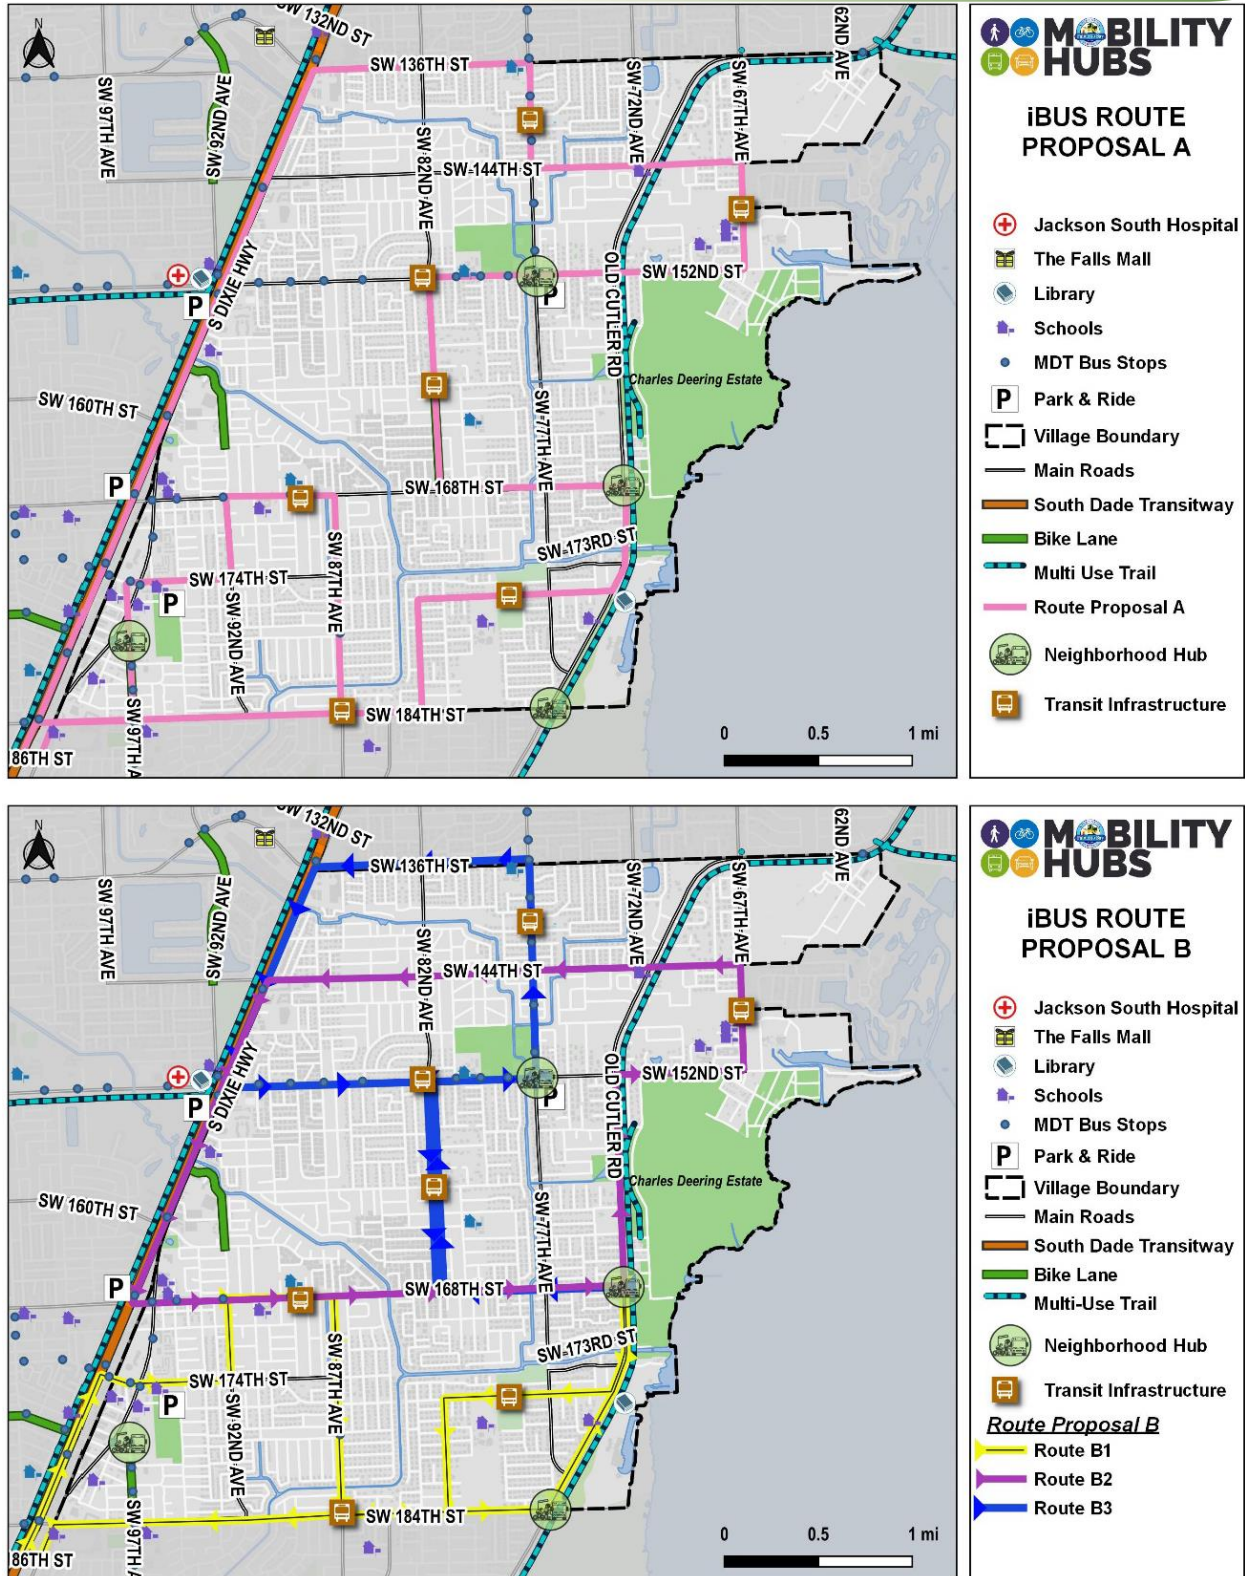 SW 132ND ST
62ND AVE
N
SW 136TH ST
SW 97TH AVE
SW 92ND AVE
SW 72ND AVE
SW 67TH AVE
SW 82ND AVE
SW 144TH ST
S DIXIE HWY
OLD CUTLER RD
SW 152ND ST
P
P
Charles Deering Estate
SW 160TH ST
SW 77TH AVE
P
SW 168TH ST
SW 87TH AVE
SW 173RD ST
SW 174TH ST
P
SW 92ND AVE
SW 97TH A
SW 184TH ST
86TH ST
0 0.5 1 mi
MOBILITY
HUBS
iBUS ROUTE
PROPOSAL A
Jackson South Hospital
The Falls Mall
Library
Schools
MDT Bus Stops
P Park & Ride
Village Boundary
Main Roads
South Dade Transitway
Bike Lane
Multi Use Trail
Route Proposal A
Neighborhood Hub
Transit Infrastructure
SW 132ND ST
62ND AVE
N
SW 136TH ST
SW 97TH AVE
SW 92ND AVE
SW 72ND AVE
SW 67TH AVE
SW 82ND AVE
SW 144TH ST
S DIXIE HWY
OLD CUTLER RD
SW 152ND ST
P
P
Charles Deering Estate
SW 160TH ST
SW 77TH AVE
P
SW 168TH ST
SW 87TH AVE
SW 173RD ST
SW 174TH ST
P
SW 92ND AVE
SW 97TH A
SW 184TH ST
86TH ST
0 0.5 1 mi
MOBILITY
HUBS
iBUS ROUTE
PROPOSAL B
Jackson South Hospital
The Falls Mall
Library
Schools
MDT Bus Stops
P Park & Ride
Village Boundary
Main Roads
South Dade Transitway
Bike Lane
Multi-Use Trail
Neighborhood Hub
Transit Infrastructure
Route Proposal B
Route B1
Route B2
Route B3